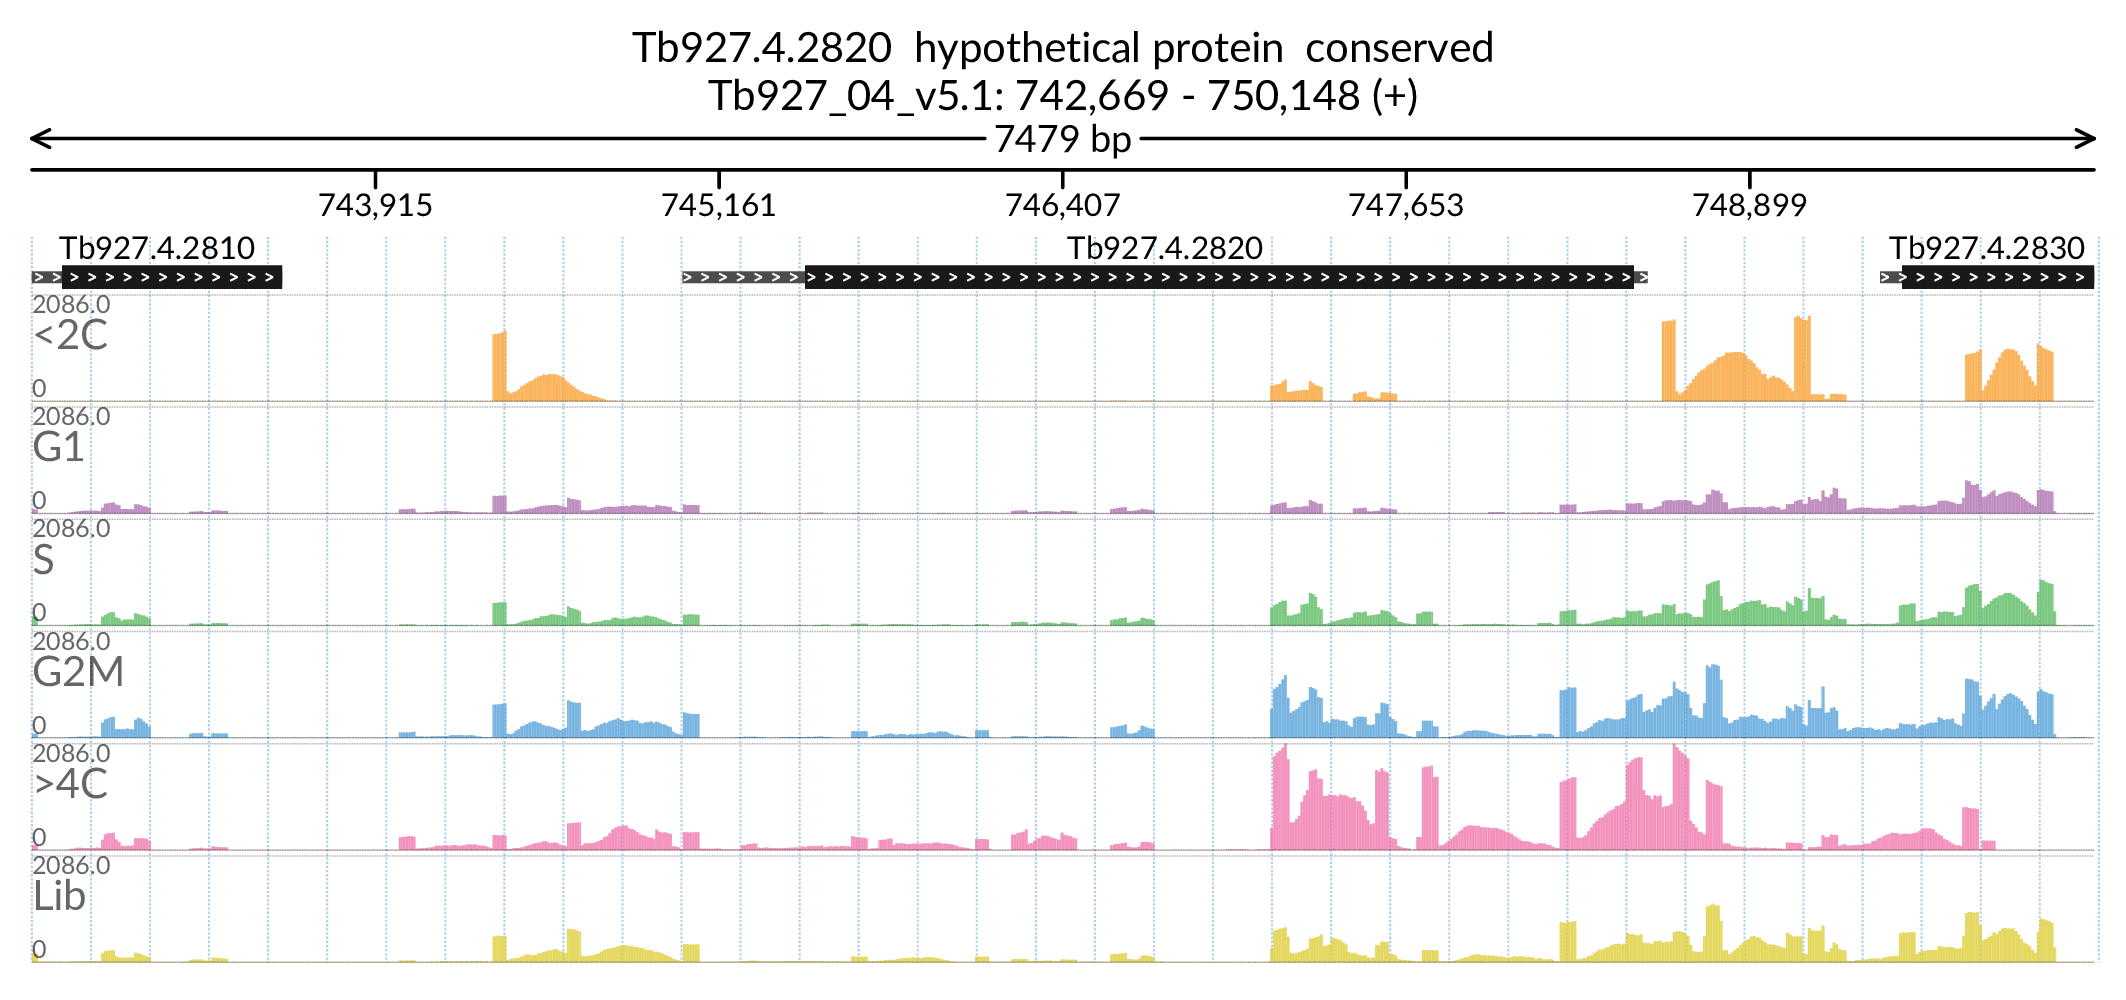 Tb927.4.2820 hypothetical protein conserved
Tb927_04_v5.1: 742,669 - 750,148 (+)
7479 bp
743,915 745,161 746,407 747,653 748,899
Tb927.4.2810 Tb927.4.2820 Tb927.4.2830
2086.0
<2C
0
2086.0
G1
0
2086.0
S
0
2086.0
G2M
0
2086.0
>4C
0
2086.0
Lib
0